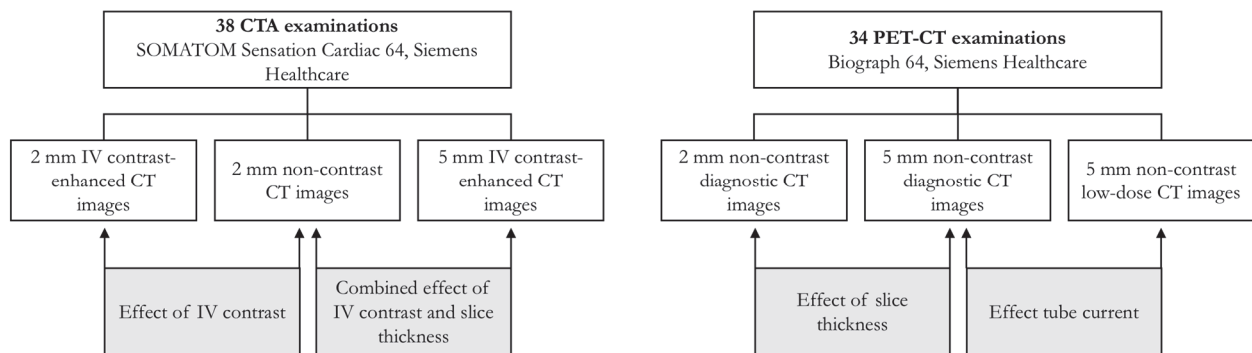 38 CTA examinations
SOMATOM Sensation Cardiac 64, Siemens
Healthcare
2 mm IV contrast-
enhanced CT
images
2 mm non-contrast
CT images
5 mm IV contrast-
enhanced CT
images
Effect of IV contrast
Combined effect of
IV contrast and slice
thickness
34 PET-CT examinations
Biograph 64, Siemens Healthcare
2 mm non-contrast
diagnostic CT
images
5 mm non-contrast
diagnostic CT
images
5 mm non-contrast
low-dose CT images
Effect of slice
thickness
Effect tube current